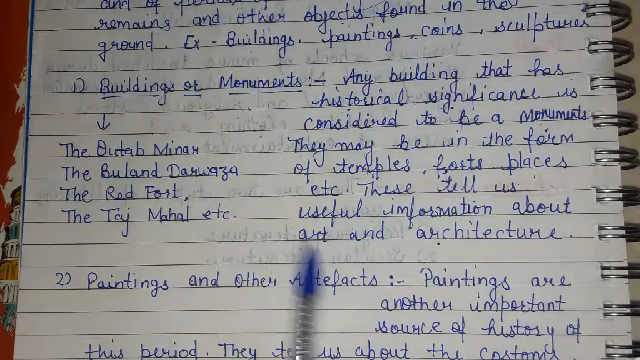 and of
remains and other objects found in the
ground. Ex - Buildings, paintings, coins, sculptures
1) Buildings or Monuments :- Any building that has
historical significance is
↓ considered to be a Monuments
The Qutab Minar They may be in the form
The Buland Darwaza of temples, forts places
The Red Fort, etc. These tell us
The Taj Mahal etc. useful information about
art and architecture.
2) Paintings and Other Artefacts :- Paintings are
another important
source of history of
this period. They tell us about the customs